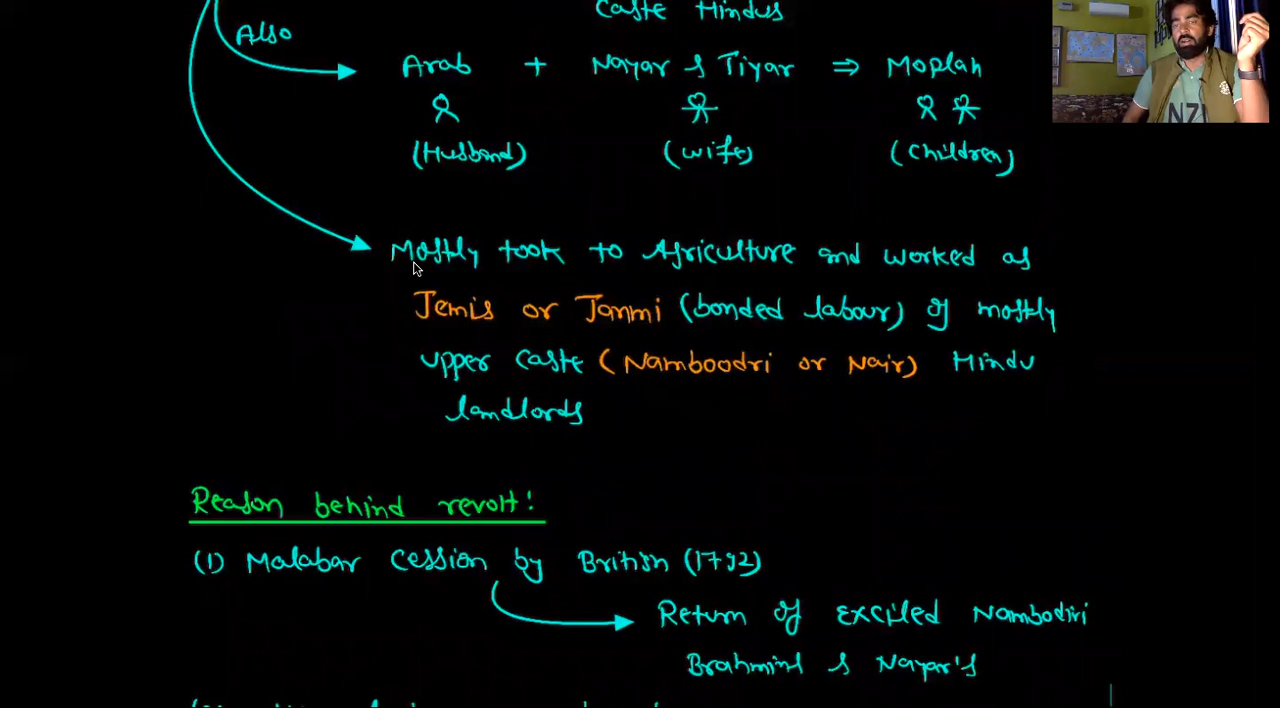 Caste Hindus
Also
Arab + Nayar & Tiyar ⇒ Moplah
(Husband) (wife) (children)
Mostly took to Agriculture and worked as
Jemis or Janmi (bonded labour) of mostly
upper caste (Namboodri or Nair) Hindu
landlords
Reason behind revolt!
(1) Malabar cession by British (1792)
Return of exciled Nambodiri
Brahmins & Nayar's
NZ